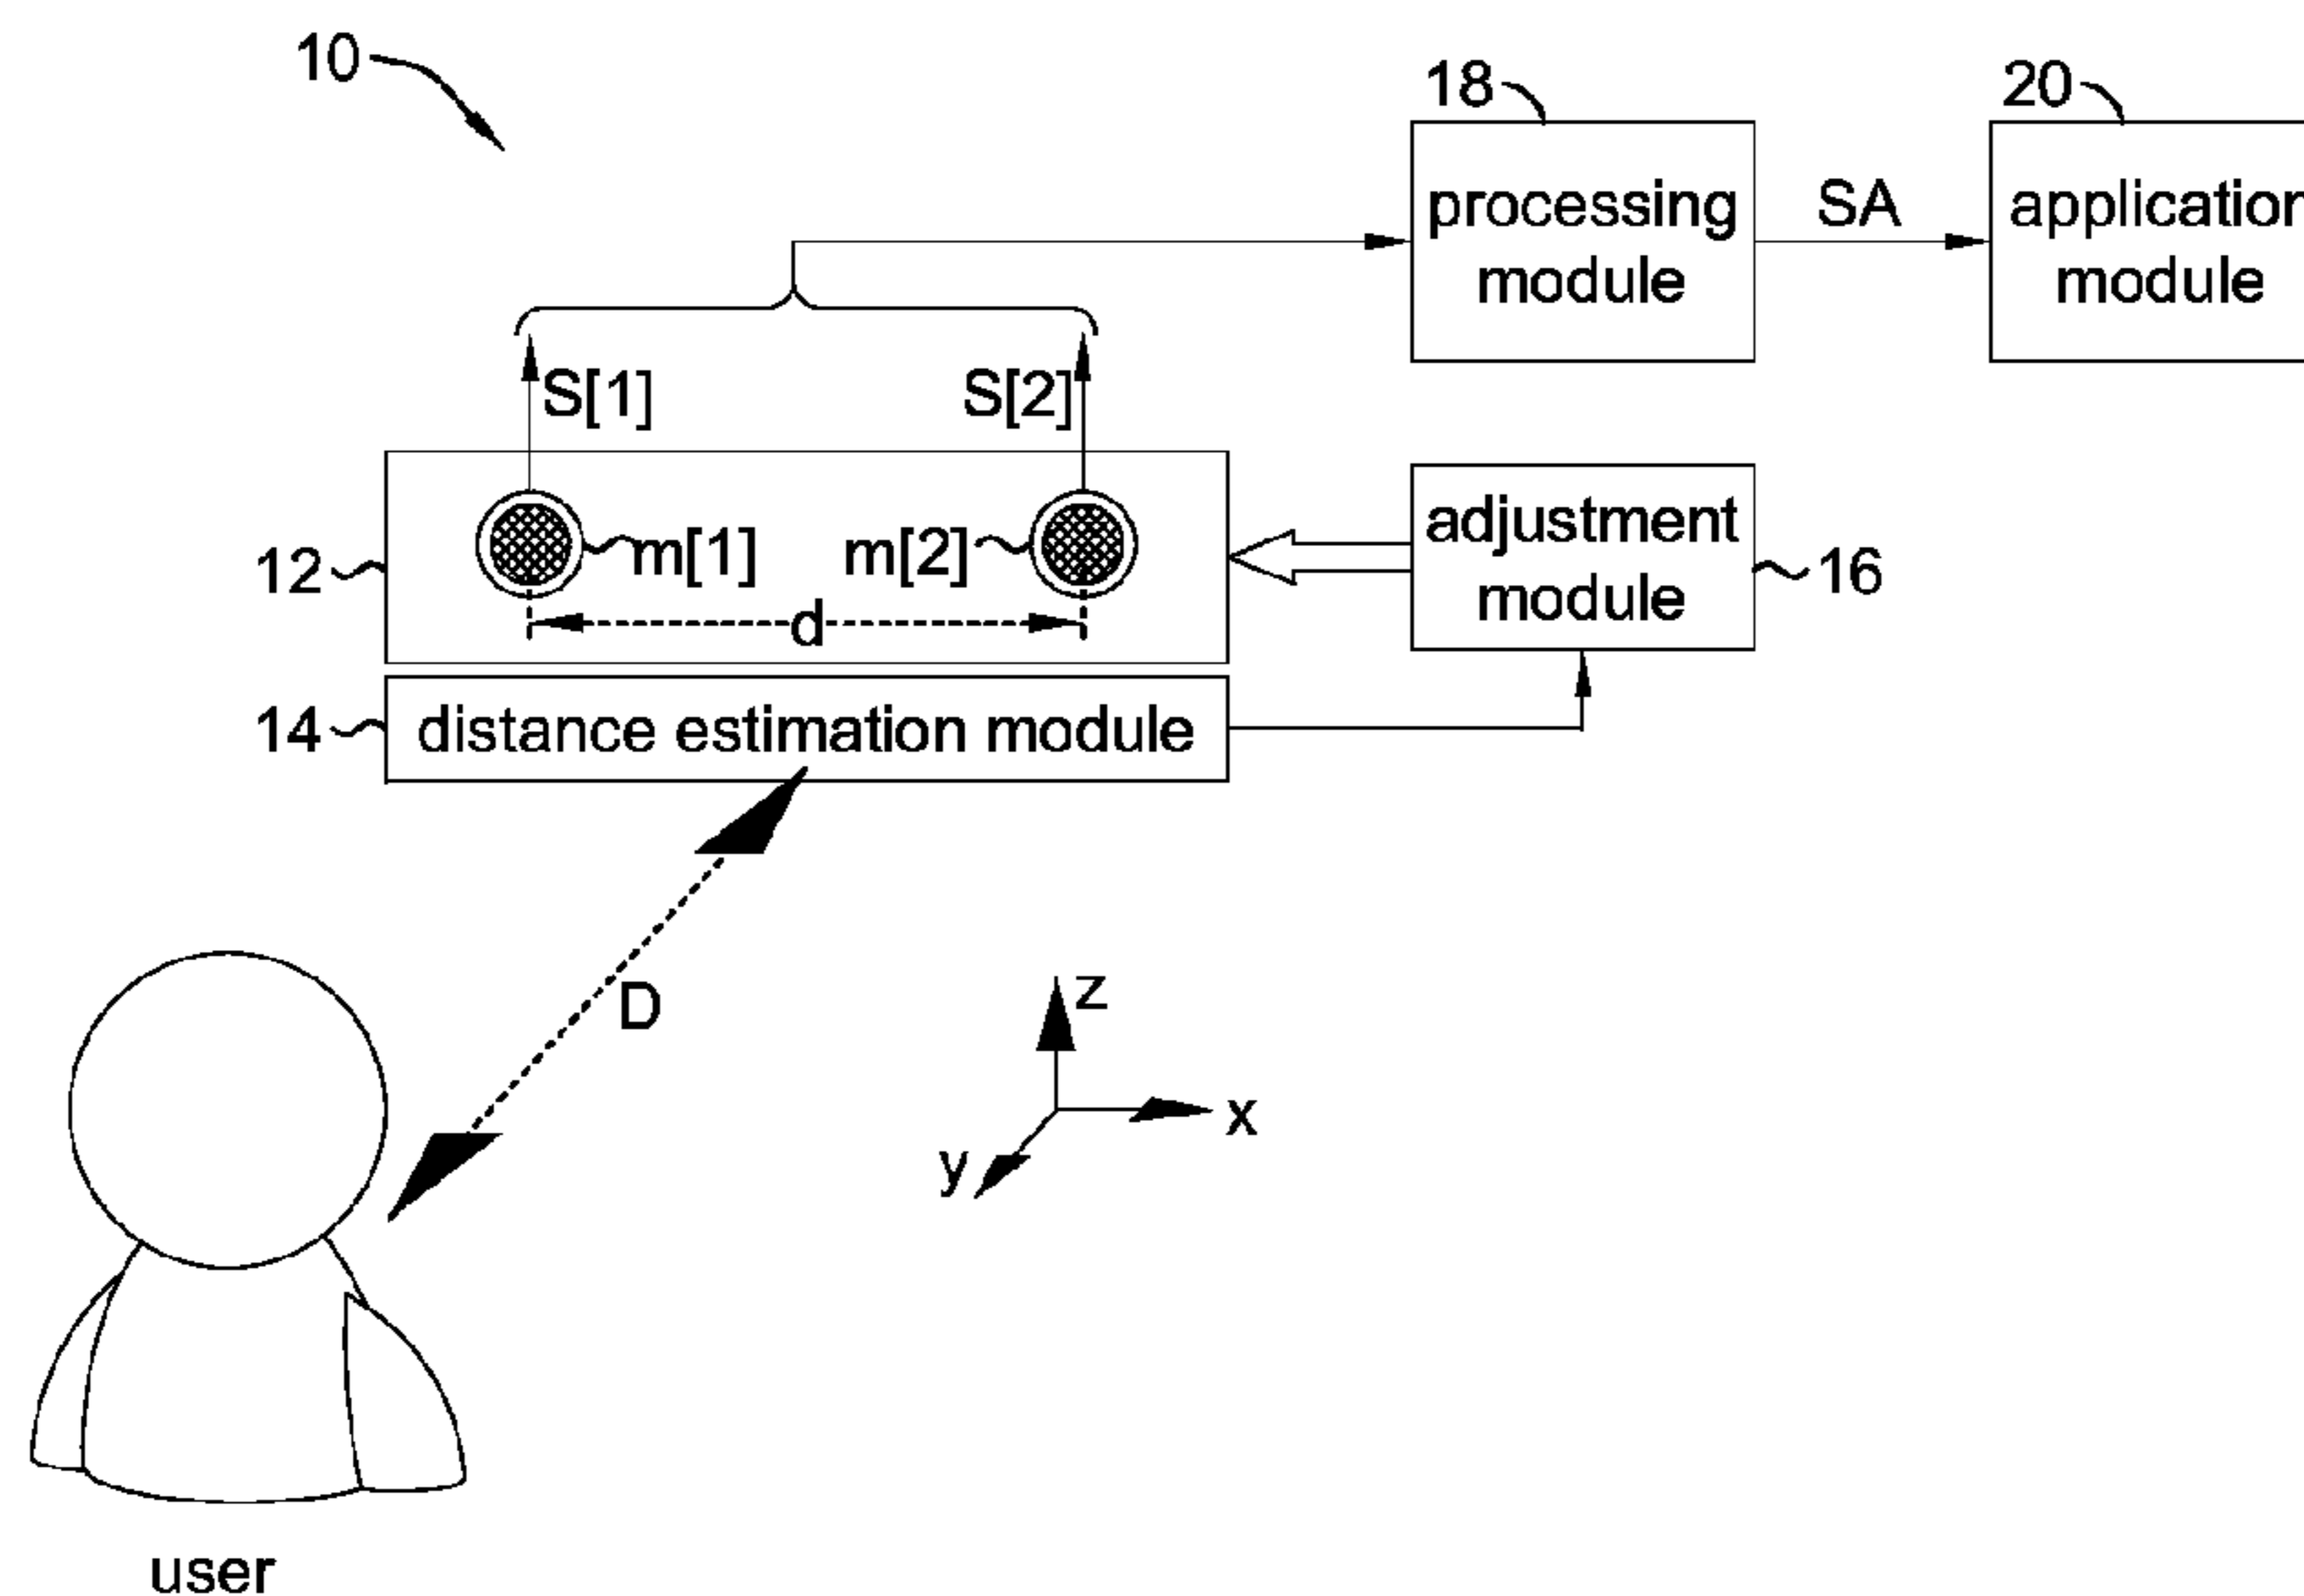 10
18
20
processing
module
SA
application
module
S[1]
S[2]
12
m[1]
m[2]
d
adjustment
module
16
14
distance estimation module
D
z
x
y
user